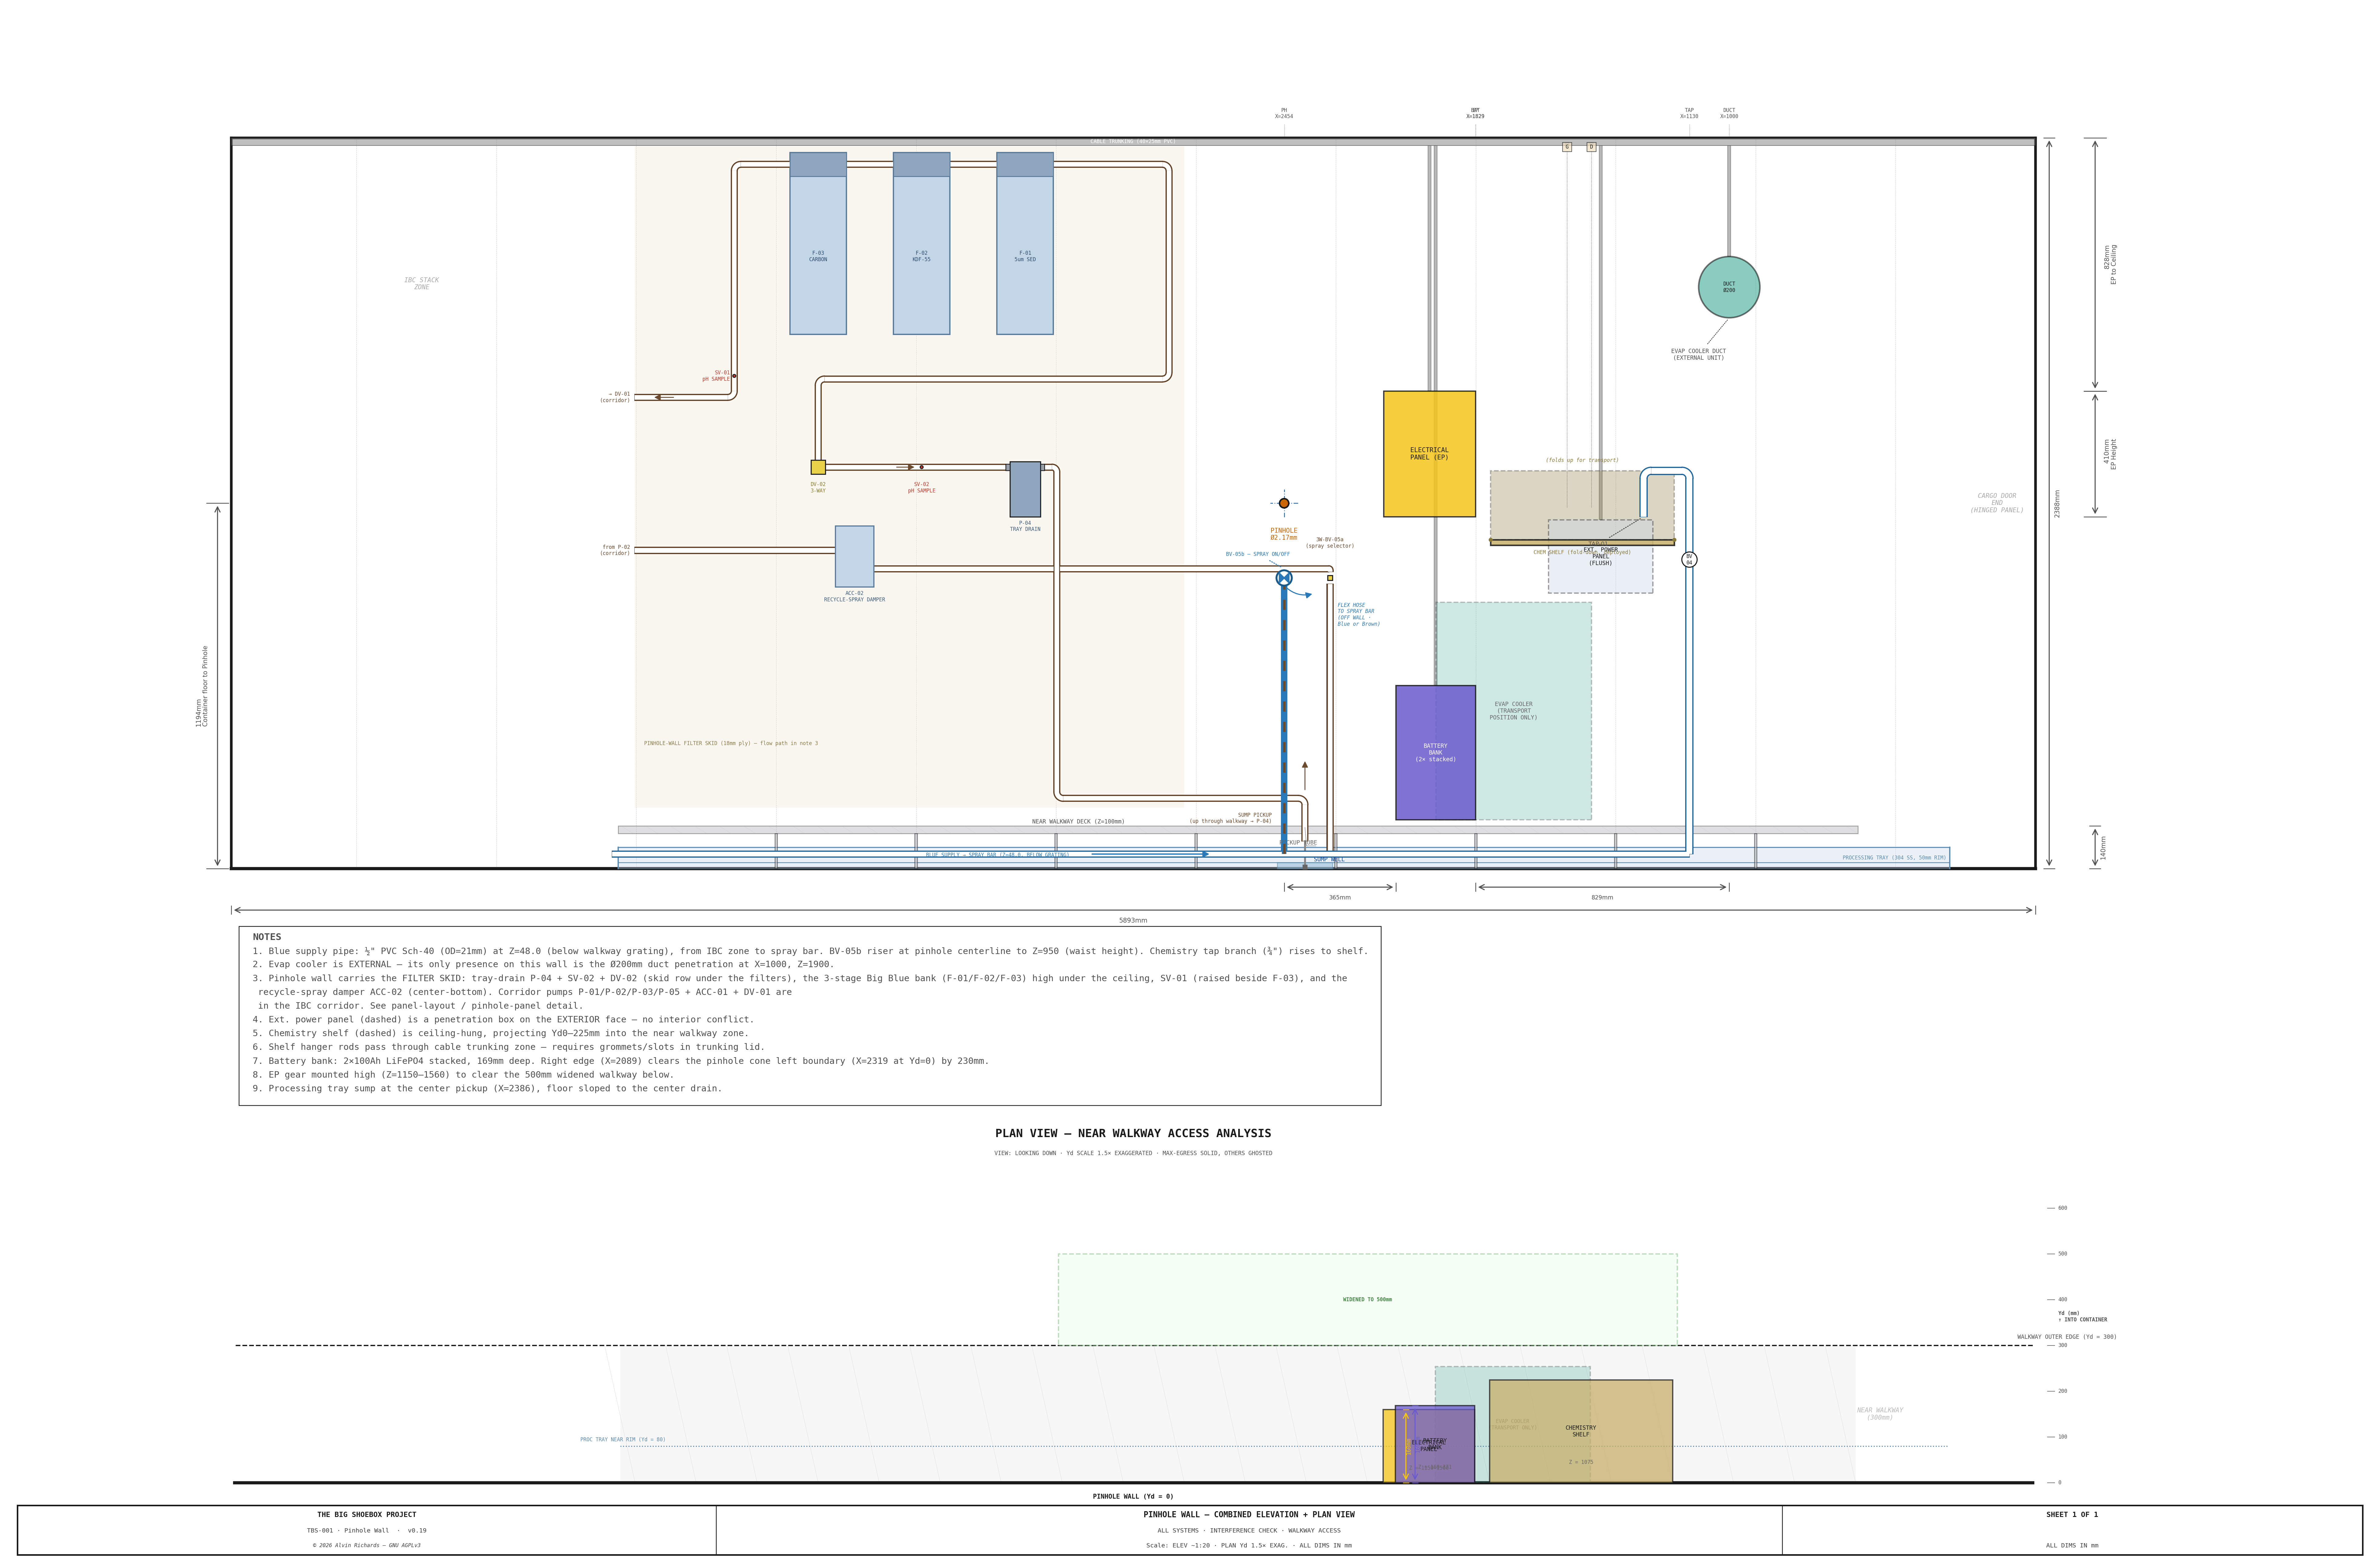 PH
X=2454
X=1829
TAP
X=1130
DUCT
X=1000
CABLE TRUNKING (40×25mm PVC)
G
D
F-03
CARBON
F-02
KDF-55
F-01
5um SED
IBC STACK
ZONE
DUCT
Ø200
EVAP COOLER DUCT
(EXTERNAL UNIT)
828mm
EP to Ceiling
SV-01
pH SAMPLE
→ DV-01
(corridor)
ELECTRICAL
PANEL (EP)
410mm
EP Height
(folds up for transport)
DV-02
3-WAY
SV-02
pH SAMPLE
P-04
TRAY DRAIN
CARGO DOOR
END
(HINGED PANEL)
2388mm
PINHOLE
Ø2.17mm
3W-BV-05a
(spray selector)
from P-02
(corridor)
BV-05b — SPRAY ON/OFF
CHEM SHELF (fold-
EXT. POWER
PANEL
(FLUSH)
BV
04
ACC-02
RECYCLE-SPRAY DAMPER
FLEX HOSE
TO SPRAY BAR
(OFF WALL ·
Blue or Brown)
1194mm
Container floor to Pinhole
EVAP COOLER
(TRANSPORT
POSITION ONLY)
PINHOLE-WALL FILTER SKID (18mm ply) — flow path in note 3
BATTERY
BANK
(2× stacked)
SUMP PICKUP
(up through walkway → P-04)
NEAR WALKWAY DECK (Z=100mm)
140mm
BLUE SUPPLY — SPRAY BAR (Z=48.0, BELOW GRATING)
SUMP WELL
PROCESSING TRAY (304 SS, 50mm RIM)
365mm
829mm
5893mm
NOTES
1. Blue supply pipe: ½" PVC Sch-40 (OD=21mm) at Z=48.0 (below walkway grating), from IBC zone to spray bar. BV-05b riser at pinhole centerline to Z=950 (waist height). Chemistry tap branch (¾") rises to shelf.
2. Evap cooler is EXTERNAL — its only presence on this wall is the Ø200mm duct penetration at X=1000, Z=1900.
3. Pinhole wall carries the FILTER SKID: tray-drain P-04 + SV-02 + DV-02 (skid row under the filters), the 3-stage Big Blue bank (F-01/F-02/F-03) high under the ceiling, SV-01 (raised beside F-03), and the
recycle-spray damper ACC-02 (center-bottom). Corridor pumps P-01/P-02/P-03/P-05 + ACC-01 + DV-01 are
in the IBC corridor. See panel-layout / pinhole-panel detail.
4. Ext. power panel (dashed) is a penetration box on the EXTERIOR face — no interior conflict.
5. Chemistry shelf (dashed) is ceiling-hung, projecting Yd0–225mm into the near walkway zone.
6. Shelf hanger rods pass through cable trunking zone — requires grommets/slots in trunking lid.
7. Battery bank: 2×100Ah LiFePO4 stacked, 169mm deep. Right edge (X=2089) clears the pinhole cone left boundary (X=2319 at Yd=0) by 230mm.
8. EP gear mounted high (Z=1150–1560) to clear the 500mm widened walkway below.
9. Processing tray sump at the center pickup (X=2386), floor sloped to the center drain.
PLAN VIEW — NEAR WALKWAY ACCESS ANALYSIS
VIEW: LOOKING DOWN · Yd SCALE 1.5× EXAGGERATED · MAX-EGRESS SOLID, OTHERS GHOSTED
600
500
WIDENED TO 500mm
400
Yd (mm)
↑ INTO CONTAINER
WALKWAY OUTER EDGE (Yd = 300)
300
200
NEAR WALKWAY
(300mm)
CHEMISTRY
SHELF
PROC TRAY NEAR RIM (Yd = 80)
100
ELECTRICAL
PANEL
BATTERY
BANK
Z = 1075
0
PINHOLE WALL (Yd = 0)
THE BIG SHOEBOX PROJECT
TBS-001 · Pinhole Wall · v0.19
© 2026 Alvin Richards — GNU AGPLv3
PINHOLE WALL — COMBINED ELEVATION + PLAN VIEW
ALL SYSTEMS · INTERFERENCE CHECK · WALKWAY ACCESS
Scale: ELEV ~1:20 · PLAN Yd 1.5× EXAG. · ALL DIMS IN mm
SHEET 1 OF 1
ALL DIMS IN mm